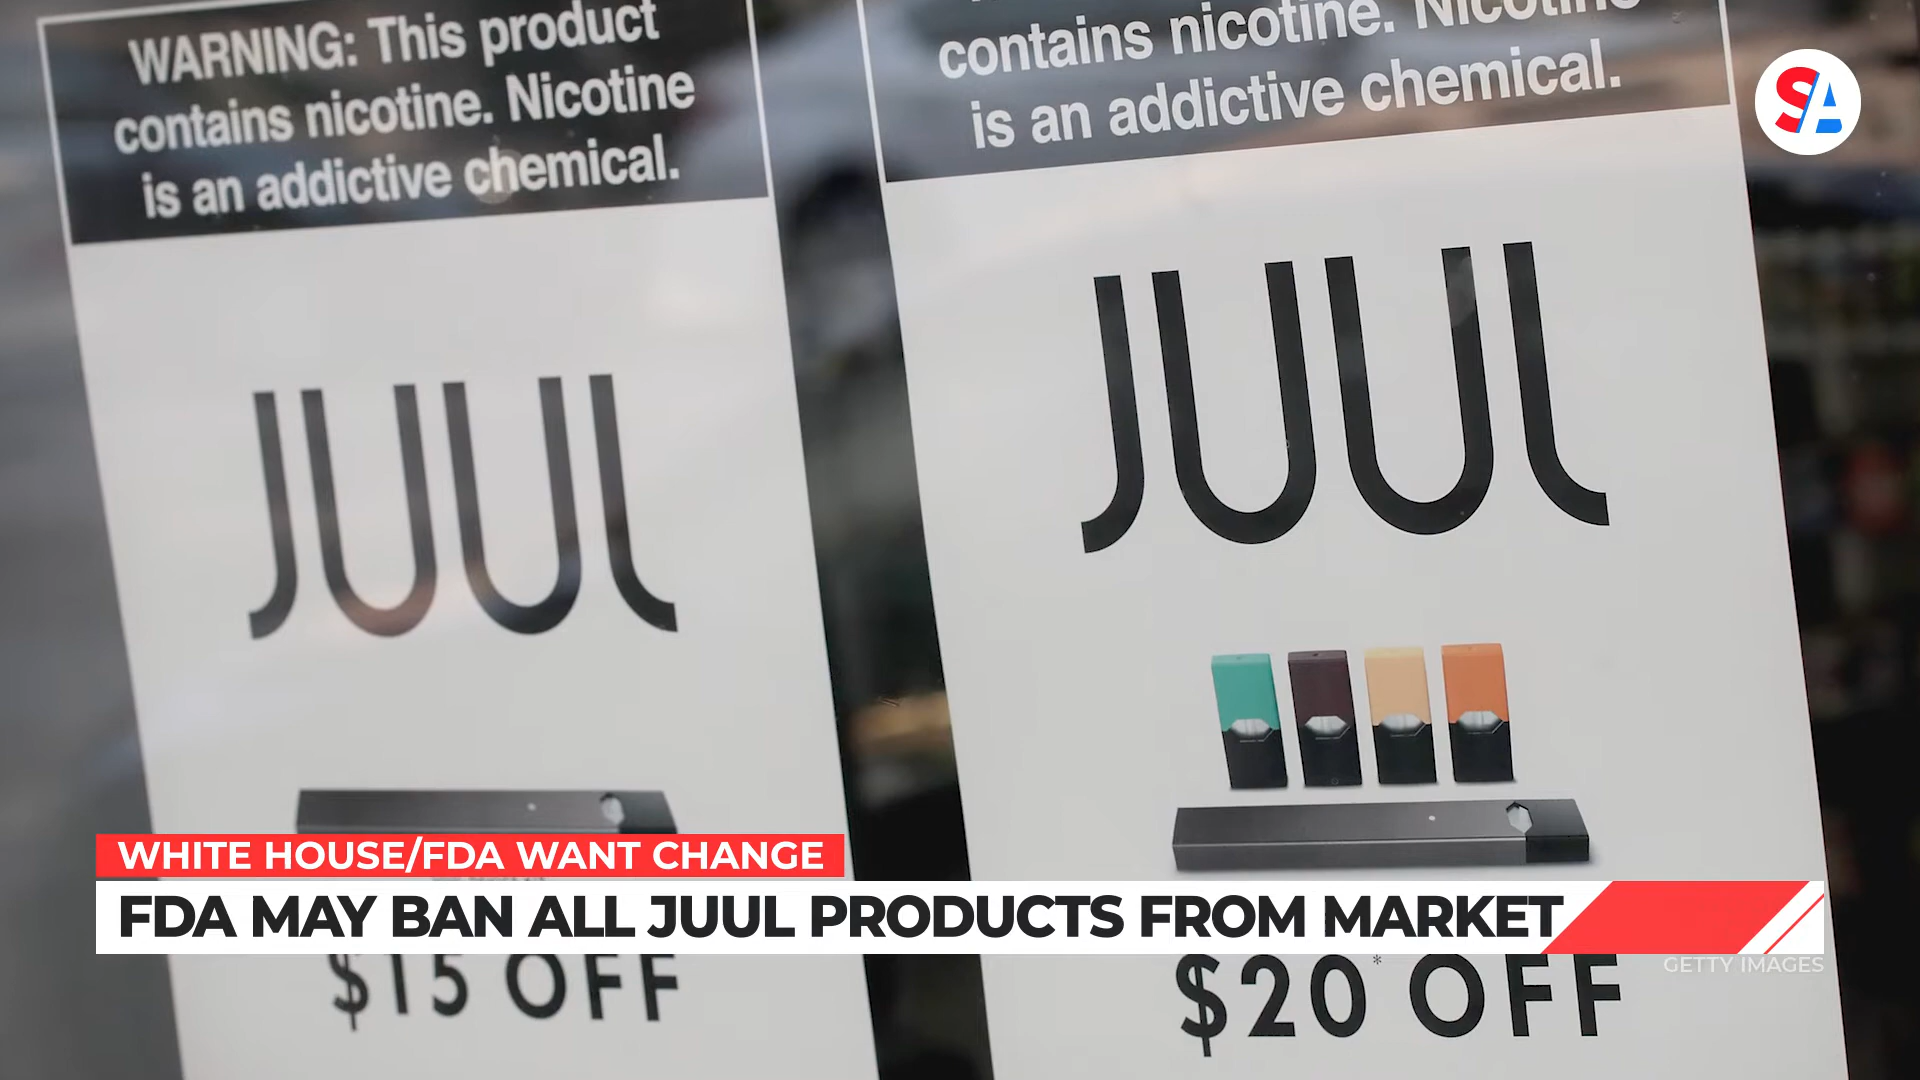 WARNING: This product
contains nicotine. Nicotine
is an addictive chemical.
JUUL
$15 OFF
contains nicotine. Nicotine
is an addictive chemical.
JUUL
$20* OFF
SA
WHITE HOUSE/FDA WANT CHANGE
FDA MAY BAN ALL JUUL PRODUCTS FROM MARKET
GETTY IMAGES